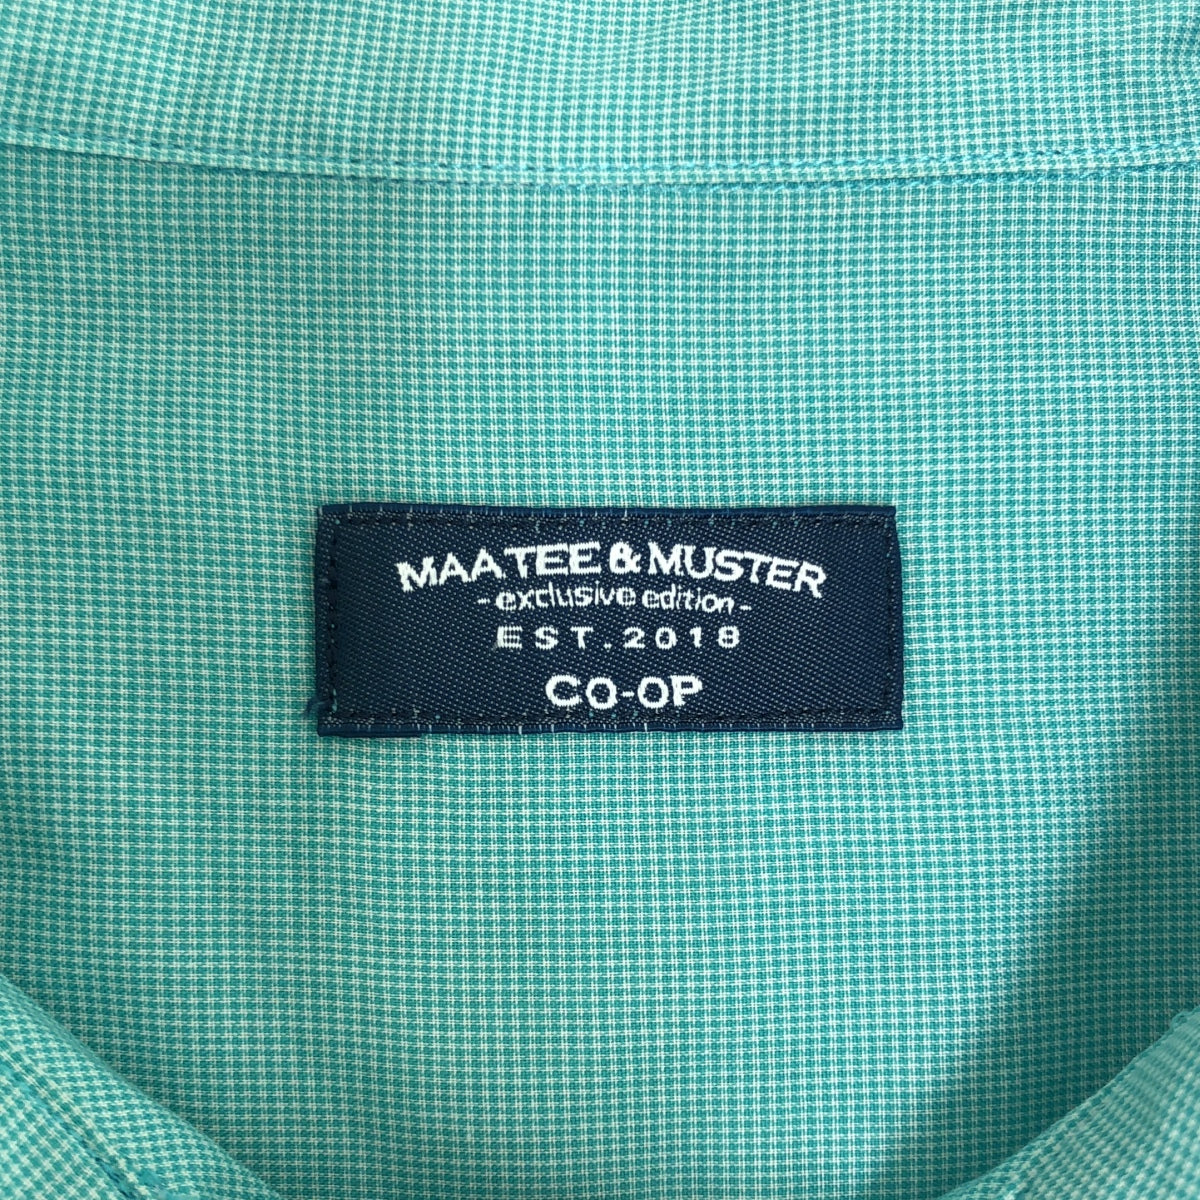 MAATEE & MUSTER
- exclusive edition -
EST. 2018
CO-OP